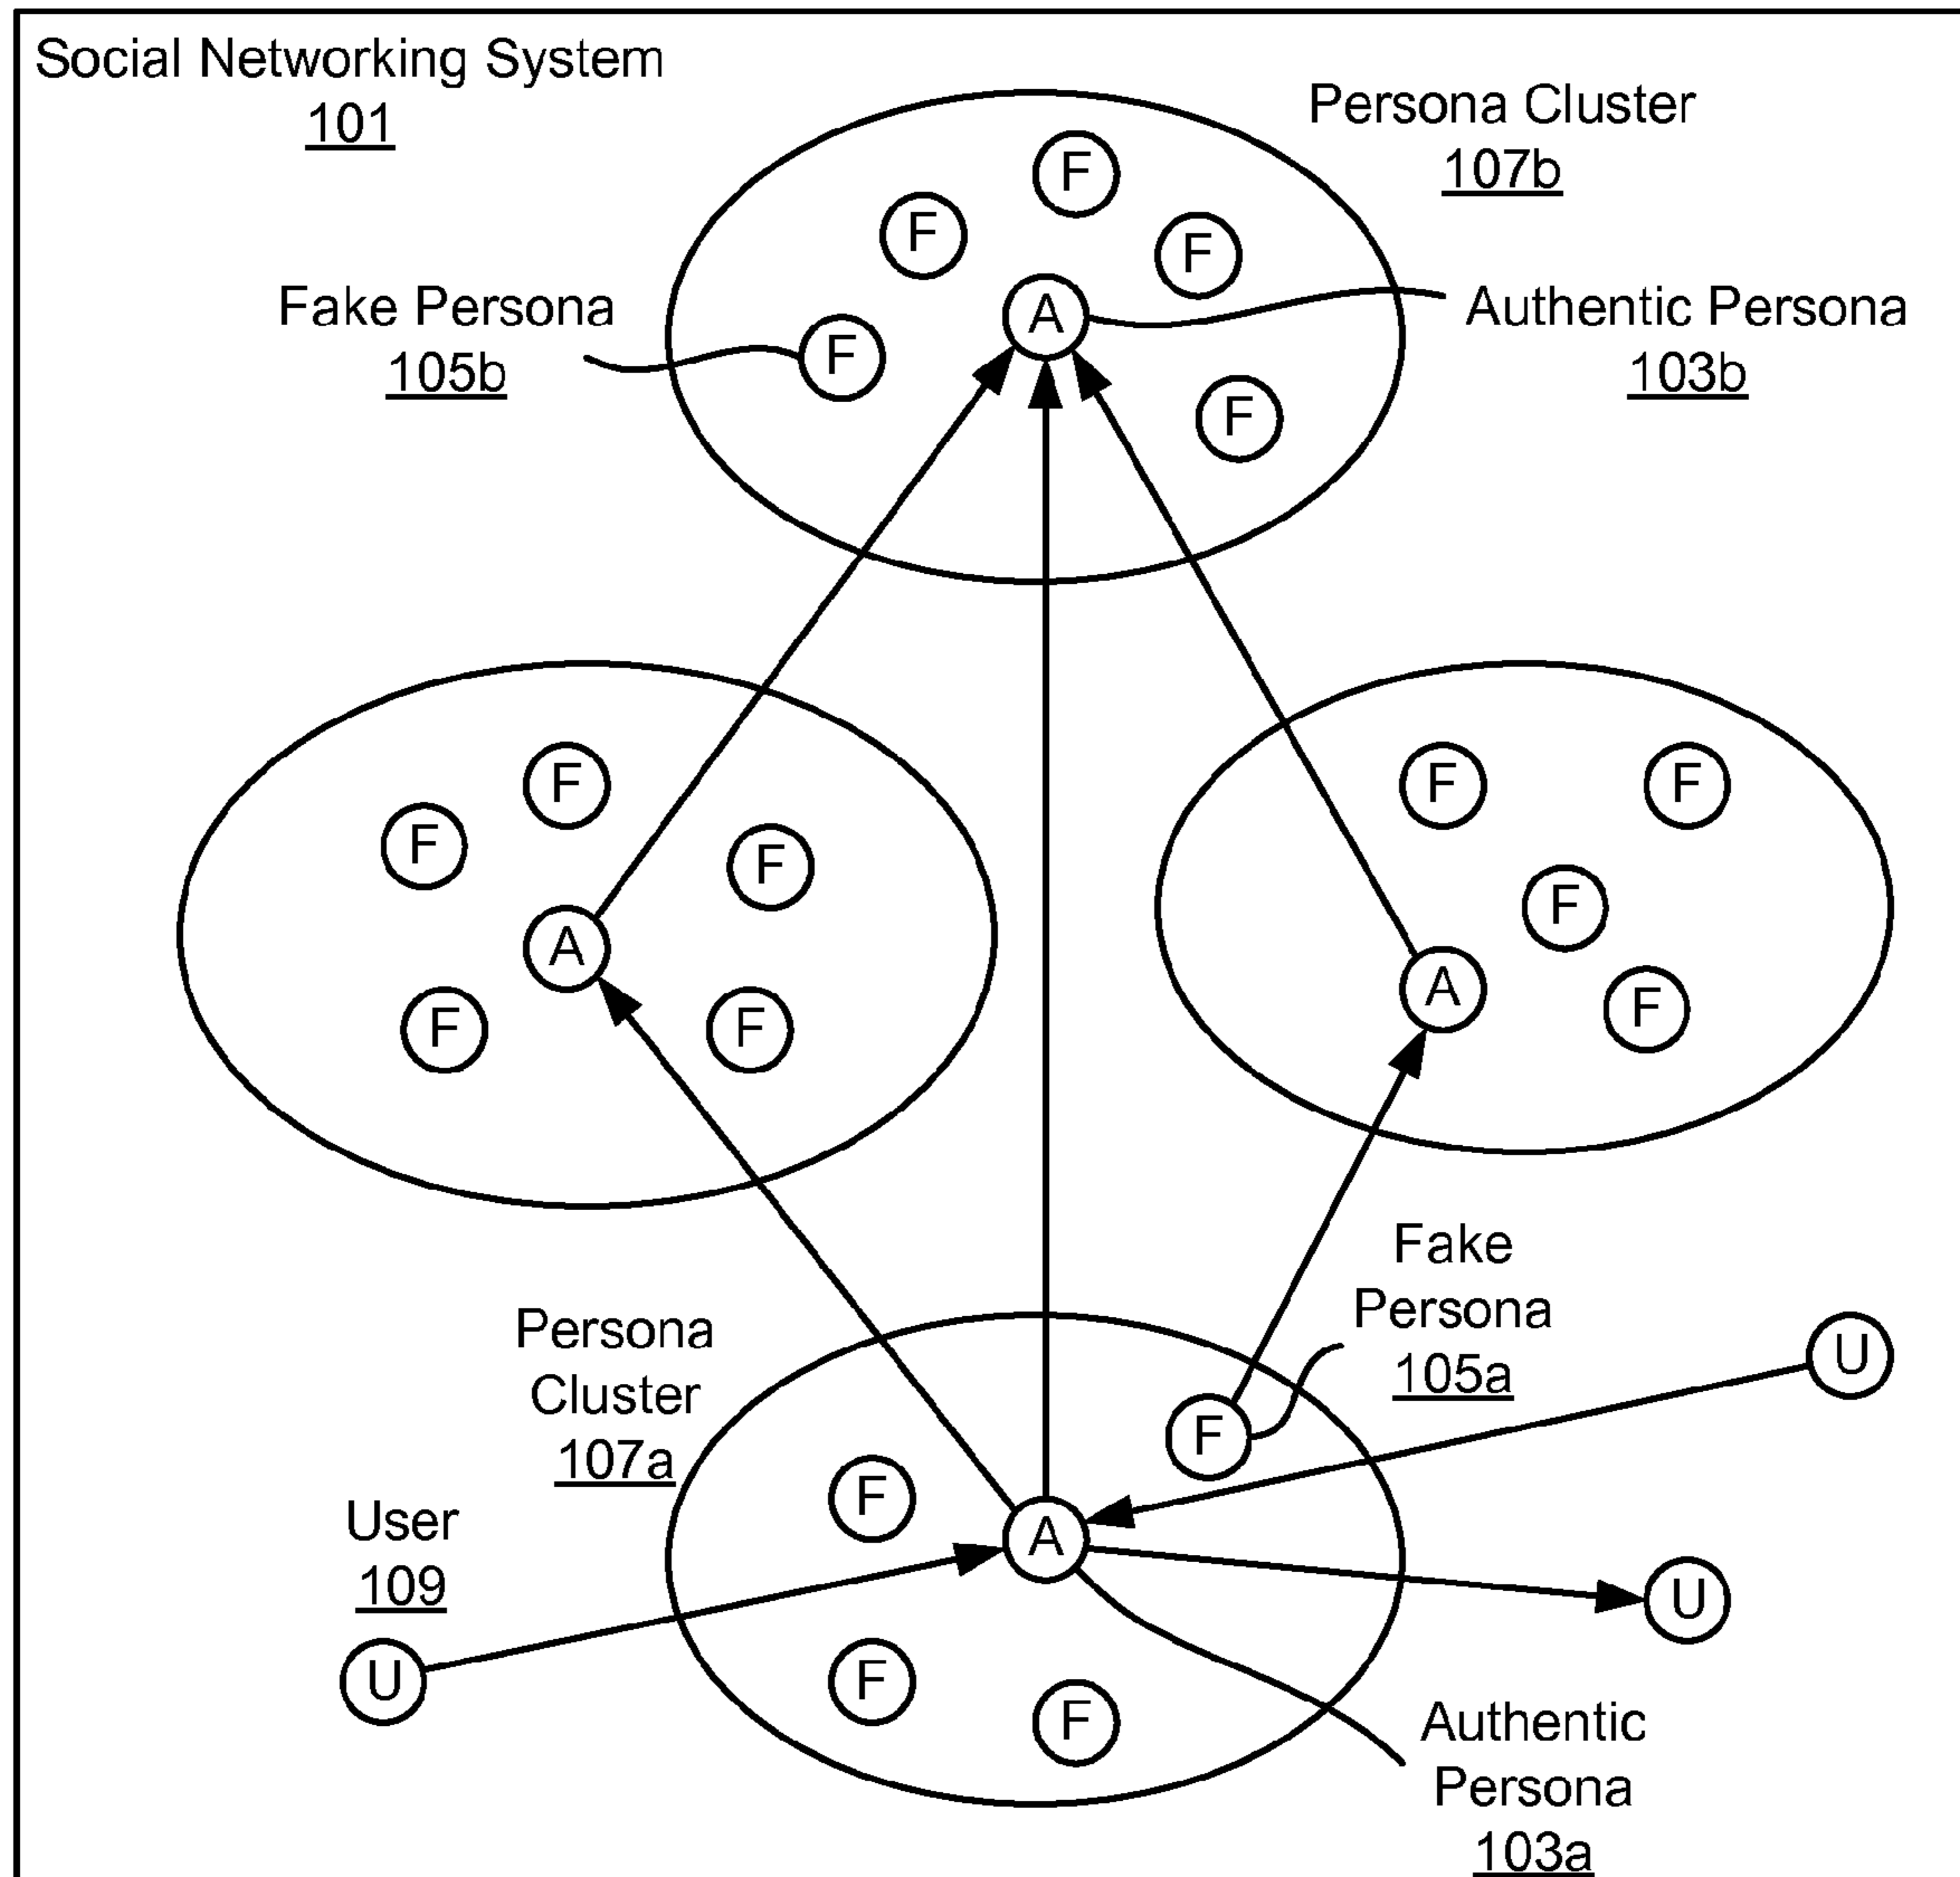 Social Networking System
101
Persona Cluster
107b
F
F
F
Fake Persona
105b
F
A
Authentic Persona
103b
F
F
F
F
F
F
F
F
A
F
A
F
F
F
Fake
Persona
105a
Persona
Cluster
107a
U
F
F
User
109
A
U
U
F
F
Authentic
Persona
103a